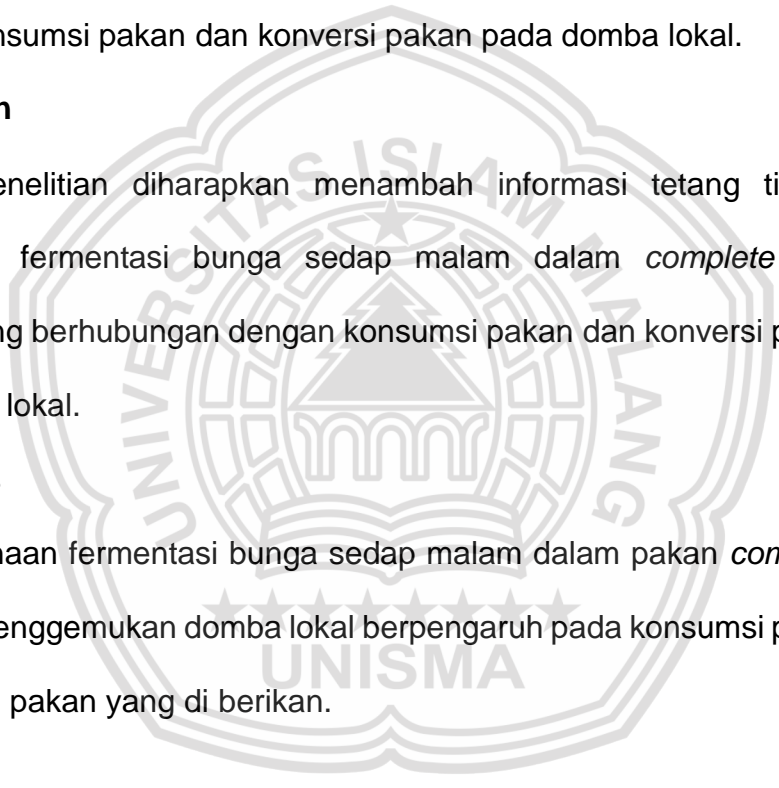 nsumsi pakan dan konversi pakan pada domba lokal.
n
enelitian diharapkan menambah informasi tetang ti
fermentasi bunga sedap malam dalam complete
ng berhubungan dengan konsumsi pakan dan konversi p
lokal.
naan fermentasi bunga sedap malam dalam pakan con
enggemukan domba lokal berpengaruh pada konsumsi p
pakan yang di berikan.
UNIVERSITAS ISLAM MALANG
UNISMA